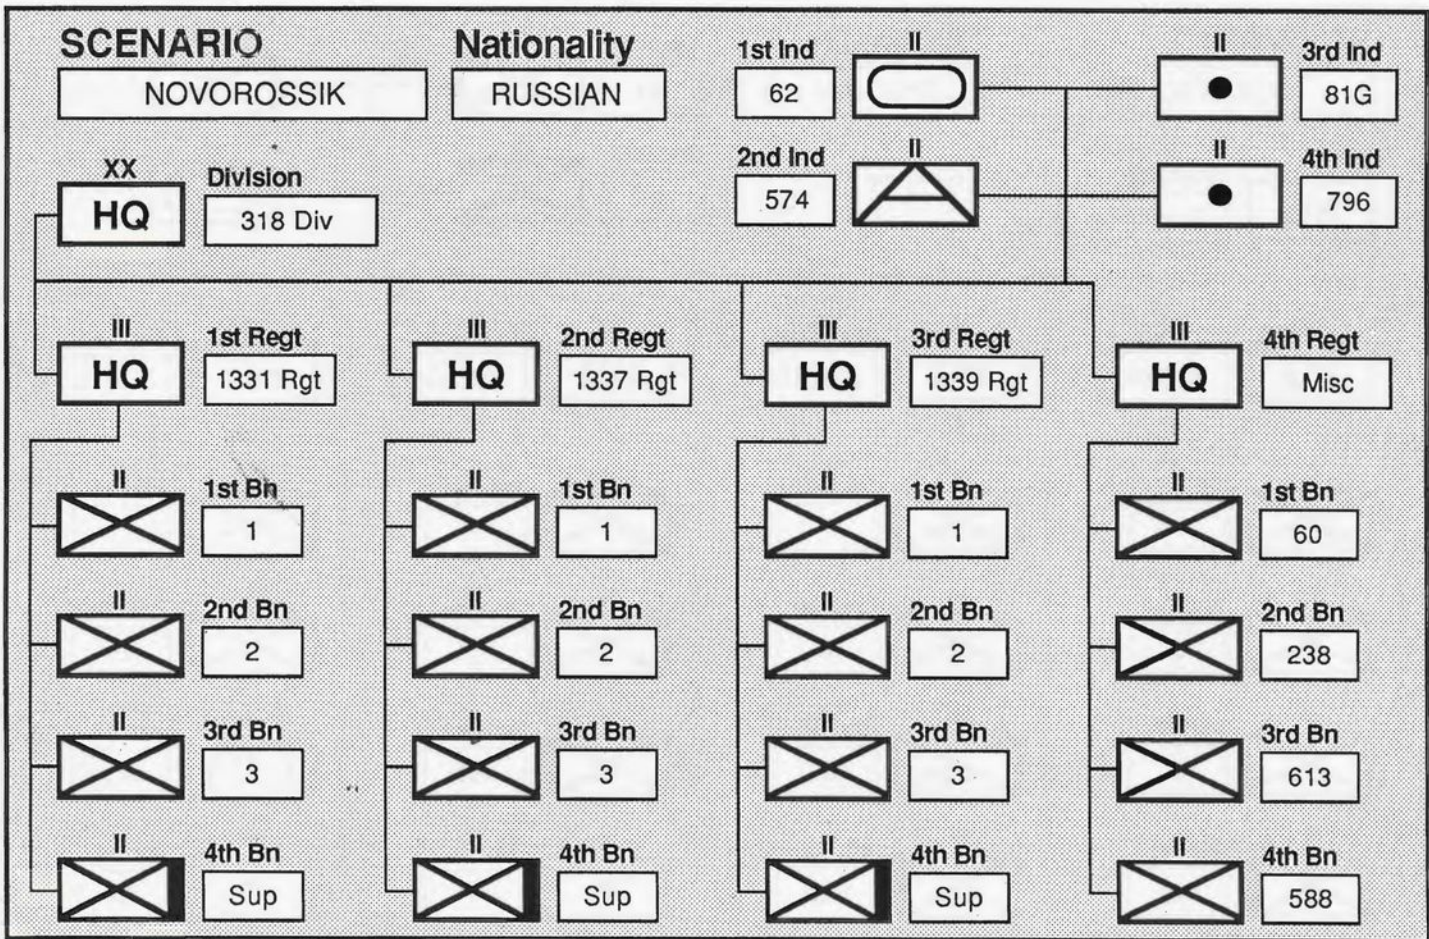 SCENARIO
Nationality
NOVOROSSIK
RUSSIAN
1st Ind
62
II
II
3rd Ind
81G
2nd Ind
574
II
II
4th Ind
796
XX
HQ
Division
318 Div
III
HQ
1st Regt
1331 Rgt
III
HQ
2nd Regt
1337 Rgt
III
HQ
3rd Regt
1339 Rgt
III
HQ
4th Regt
Misc
II
1st Bn
1
II
1st Bn
1
II
1st Bn
1
II
1st Bn
60
II
2nd Bn
2
II
2nd Bn
2
II
2nd Bn
2
II
2nd Bn
238
II
3rd Bn
3
II
3rd Bn
3
II
3rd Bn
3
II
3rd Bn
613
II
4th Bn
Sup
II
4th Bn
Sup
II
4th Bn
Sup
II
4th Bn
588